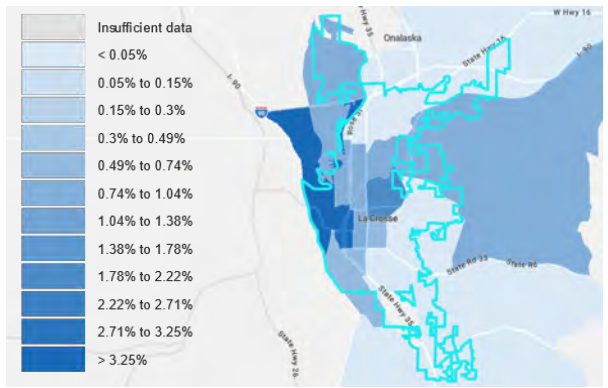 Insufficient data
< 0.05%
0.05% to 0.15%
0.15% to 0.3%
0.3% to 0.49%
0.49% to 0.74%
0.74% to 1.04%
1.04% to 1.38%
1.38% to 1.78%
1.78% to 2.22%
2.22% to 2.71%
2.71% to 3.25%
> 3.25%
W Hwy 16
State Hwy 35
Onalaska
State Hwy 16
I- 90
I- 90
90
Rose St
La Crosse
State Rd 33
State Rd
State Hwy 35
State Hwy 26